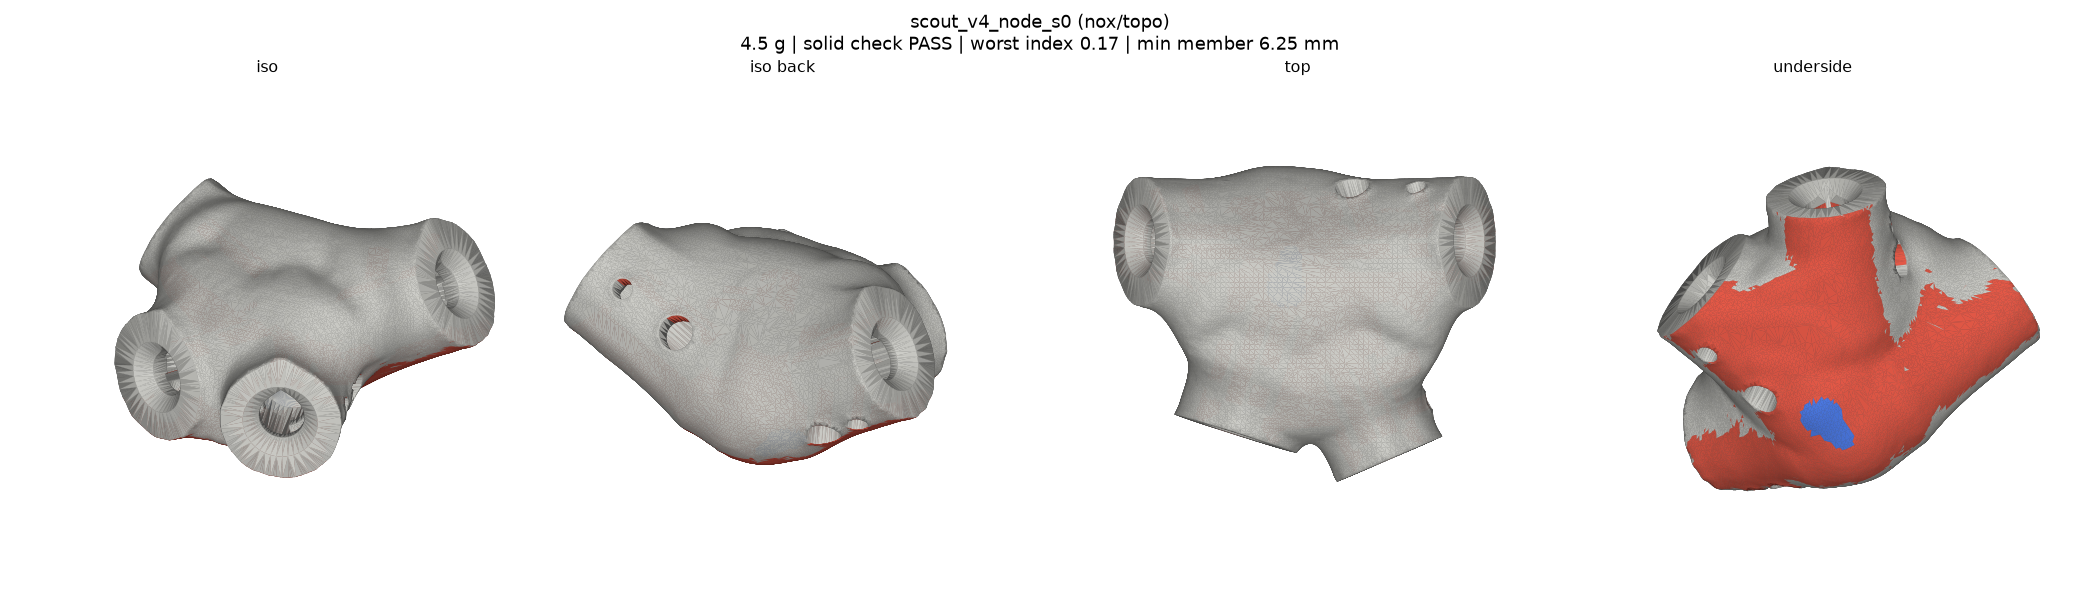 scout_v4_node_s0 (nox/topo)
4.5 g | solid check PASS | worst index 0.17 | min member 6.25 mm
iso
iso back
top
underside